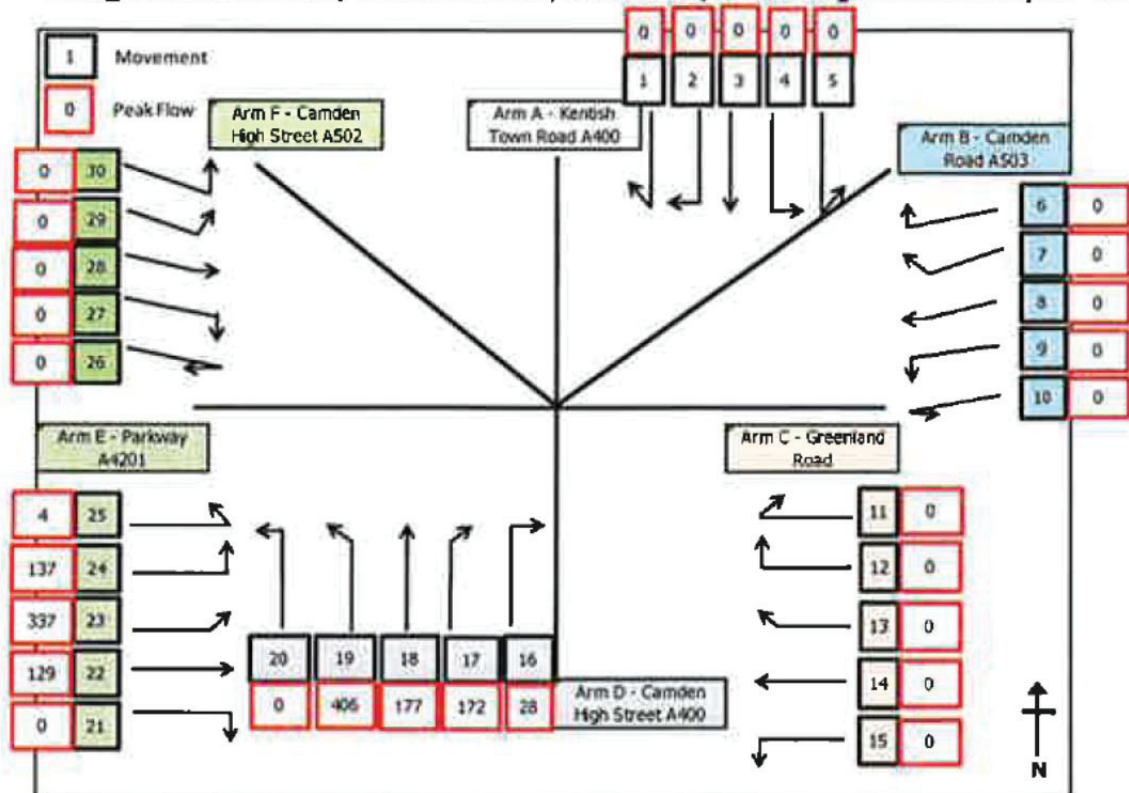 0 0 0 0 0
1 Movement
1 2 3 4 5
0 Peak Flow
Arm F - Camden
High Street A502
Arm A - Kentish
Town Road A400
Arm B - Camden
Road A503
0 30
0 29
0 28
0 27
0 26
6 0
7 0
8 0
9 0
10 0
Arm E - Parkway
A4201
Arm C - Greenland
Road
4 25
137 24
337 23
129 22
0 21
11 0
12 0
13 0
14 0
15 0
20 19 18 17 16
0 406 177 172 28
Arm D - Camden
High Street A400
N